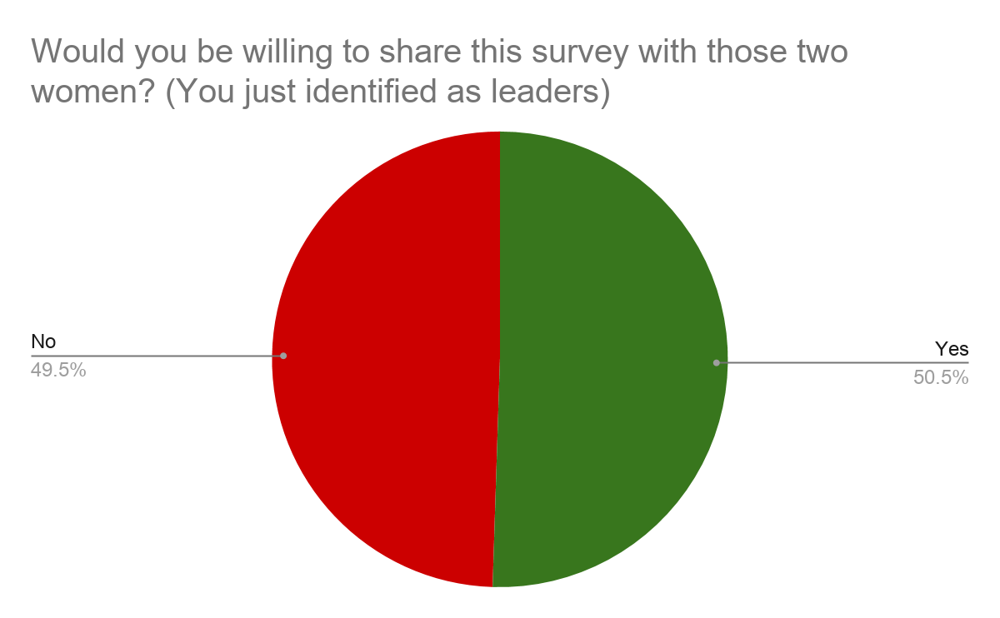 Would you be willing to share this survey with those two
women? (You just identified as leaders)
No
49.5%
Yes
50.5%